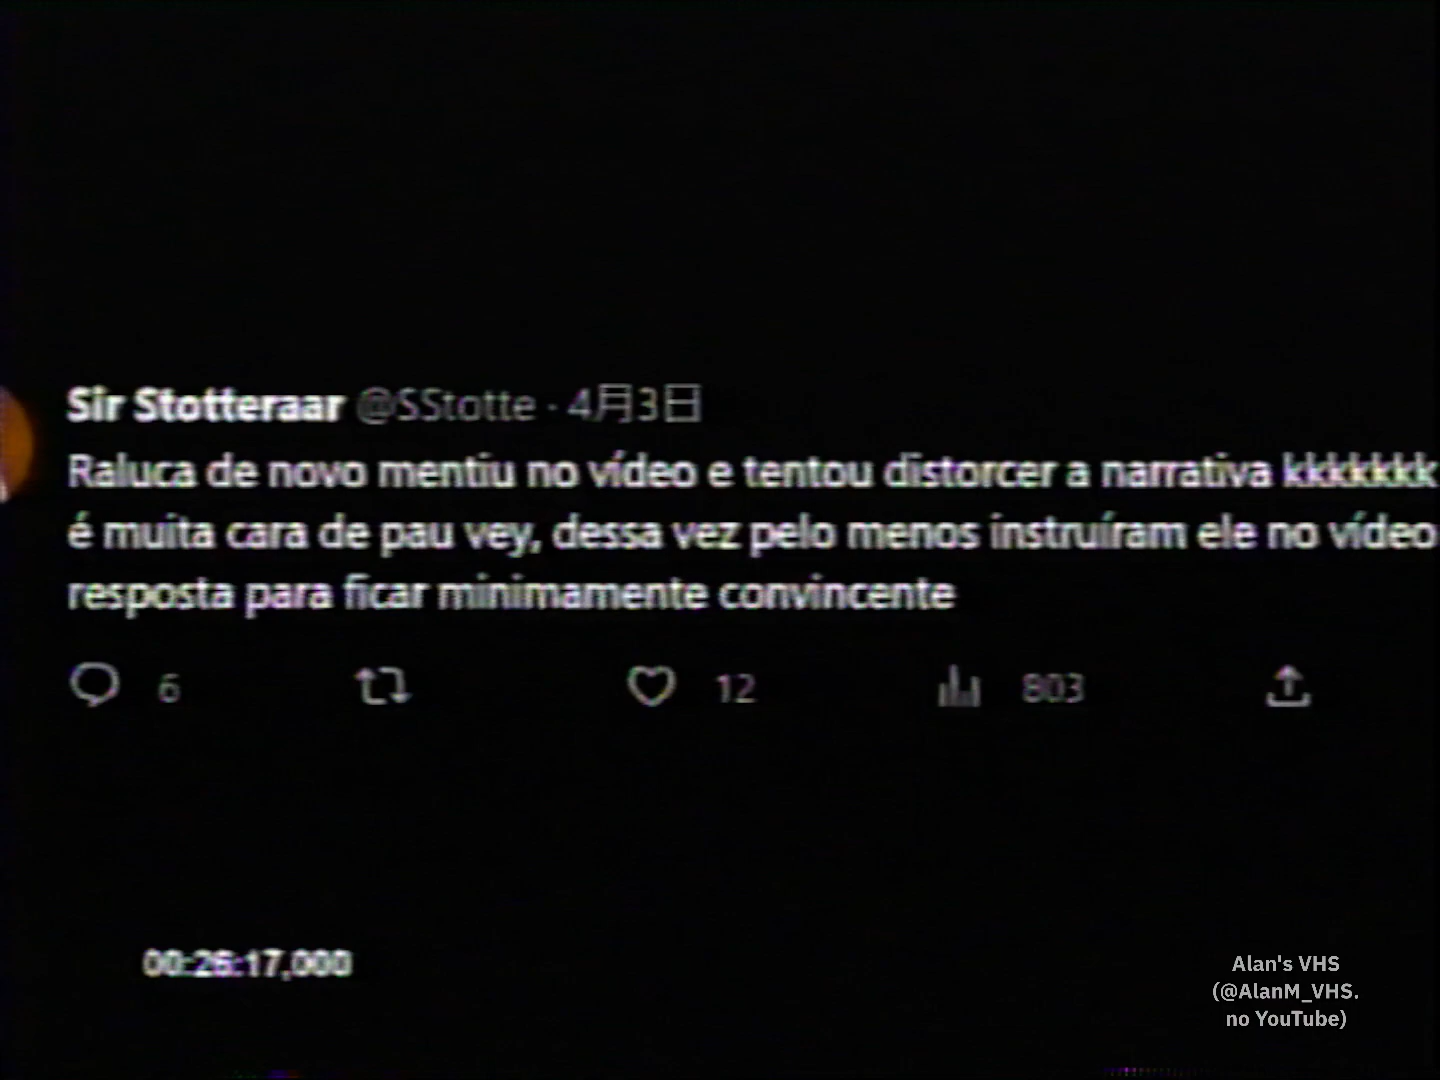 Sir Stotteraar @SStotte · 4月3日
Raluca de novo mentiu no vídeo e tentou distorcer a narrativa kkkkkkk
é muita cara de pau vey, dessa vez pelo menos instruíram ele no vídeo
resposta para ficar minimamente convincente
6 12 803
00:26:17,000
Alan's VHS
(@AlanM_VHS.
no YouTube)